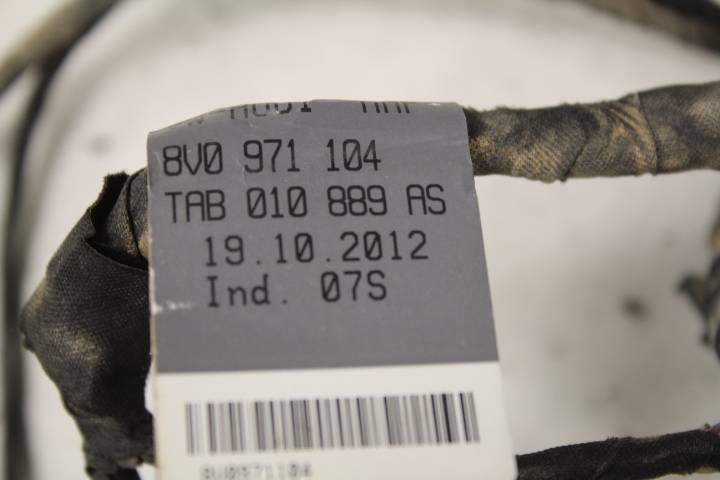 8V0 971 104
TAB 010 889 AS
19.10.2012
Ind. 07S
8V0971104